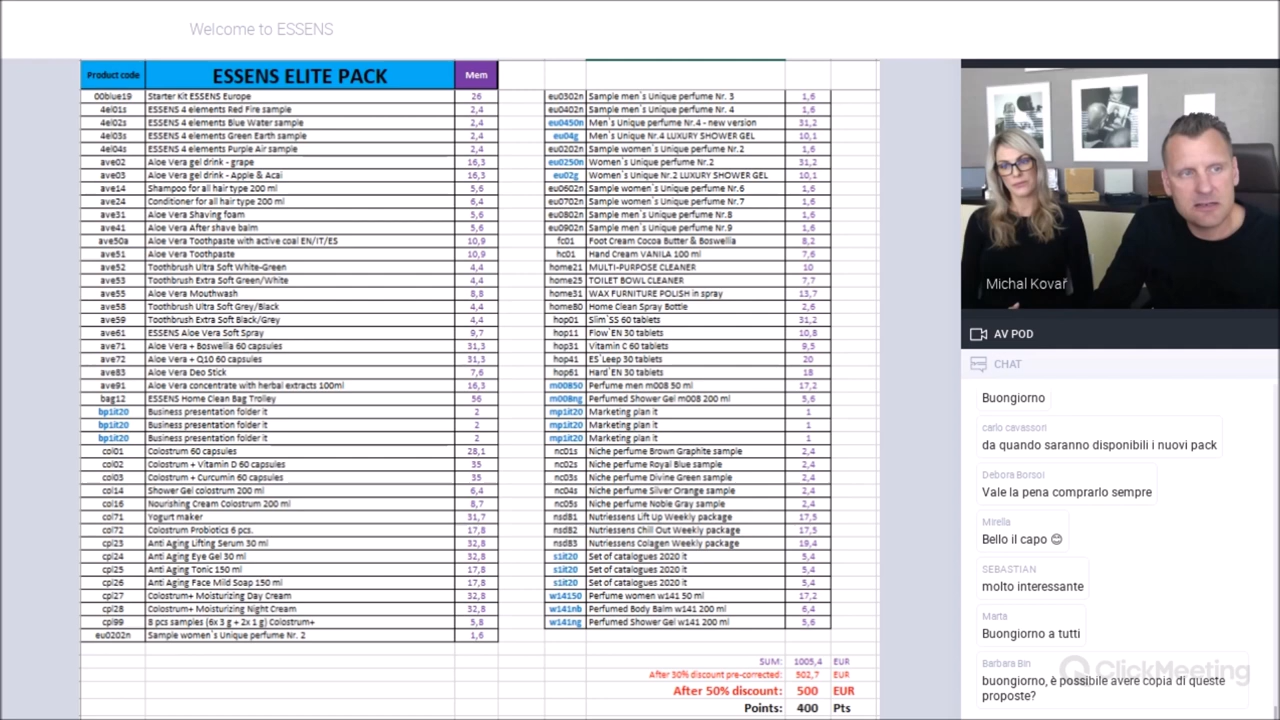 Welcome to ESSENS
Product code ESSENS ELITE PACK Mem
00blue19 Starter Kit ESSENS Europe 26
4el01s ESSENS 4 elements Red Fire sample 2,4
4el02s ESSENS 4 elements Blue Water sample 2,4
4el03s ESSENS 4 elements Green Earth sample 2,4
4el04s ESSENS 4 elements Purple Air sample 2,4
ave02 Aloe Vera gel drink - grape 16,3
ave03 Aloe Vera gel drink - Apple & Acai 16,3
ave14 Shampoo for all hair type 200 ml 5,6
ave24 Conditioner for all hair type 200 ml 6,4
ave31 Aloe Vera Shaving foam 5,6
ave41 Aloe Vera After shave balm 5,6
ave50a Aloe Vera Toothpaste with active coal EN/IT/ES 10,9
ave51 Aloe Vera Toothpaste 10,9
ave52 Toothbrush Ultra Soft White-Green 4,4
ave53 Toothbrush Extra Soft Green/White 4,4
ave55 Aloe Vera Mouthwash 8,8
ave58 Toothbrush Ultra Soft Grey/Black 4,4
ave59 Toothbrush Extra Soft Black/Grey 4,4
ave61 ESSENS Aloe Vera Soft Spray 9,7
ave71 Aloe Vera + Boswellia 60 capsules 31,3
ave72 Aloe Vera + Q10 60 capsules 31,3
ave83 Aloe Vera Deo Stick 7,6
ave91 Aloe Vera concentrate with herbal extracts 100ml 16,3
bag12 ESSENS Home Clean Bag Trolley 56
bp1it20 Business presentation folder it 2
bp1it20 Business presentation folder it 2
bp1it20 Business presentation folder it 2
col01 Colostrum 60 capsules 28,1
col02 Colostrum + Vitamin D 60 capsules 35
col03 Colostrum + Curcumin 60 capsules 35
col14 Shower Gel colostrum 200 ml 6,4
col16 Nourishing Cream Colostrum 200 ml 8,7
col71 Yogurt maker 31,7
col72 Colostrum Probiotics 6 pcs. 17,8
cpl23 Anti Aging Lifting Serum 30 ml 32,8
cpl24 Anti Aging Eye Gel 30 ml 32,8
cpl25 Anti Aging Tonic 150 ml 17,8
cpl26 Anti Aging Face Mild Soap 150 ml 17,8
cpl27 Colostrum+ Moisturizing Day Cream 32,8
cpl28 Colostrum+ Moisturizing Night Cream 32,8
cpl99 8 pcs samples (6x 3 g + 2x 1 g) Colostrum+ 5,8
eu0202n Sample women´s Unique perfume Nr. 2 1,6
eu0302n Sample men´s Unique perfume Nr. 3 1,6
eu0402n Sample men´s Unique perfume Nr. 4 1,6
eu0450n Men´s Unique perfume Nr.4 - new version 31,2
eu04g Men´s Unique Nr.4 LUXURY SHOWER GEL 10,1
eu0202n Sample women´s Unique perfume Nr.2 1,6
eu0250n Women´s Unique perfume Nr.2 31,2
eu02g Women´s Unique Nr.2 LUXURY SHOWER GEL 10,1
eu0602n Sample women´s Unique perfume Nr.6 1,6
eu0702n Sample women´s Unique perfume Nr.7 1,6
eu0802n Sample men´s Unique perfume Nr.8 1,6
eu0902n Sample men´s Unique perfume Nr.9 1,6
fc01 Foot Cream Cocoa Butter & Boswellia 8,2
hc01 Hand Cream VANILA 100 ml 7,6
home21 MULTI-PURPOSE CLEANER 10
home25 TOILET BOWL CLEANER 7,7
home31 WAX FURNITURE POLISH in spray 13,7
home80 Home Clean Spray Bottle 2,6
hop01 Slim´SS 60 tablets 31,2
hop11 Flow´EN 30 tablets 10,8
hop31 Vitamin C 60 tablets 9,5
hop41 ES´Leep 30 tablets 20
hop61 Hard´EN 30 tablets 18
m00850 Perfume men m008 50 ml 17,2
m008ng Perfumed Shower Gel m008 200 ml 5,6
mp1it20 Marketing plan it 1
mp1it20 Marketing plan it 1
mp1it20 Marketing plan it 1
nc01s Niche perfume Brown Graphite sample 2,4
nc02s Niche perfume Royal Blue sample 2,4
nc03s Niche perfume Divine Green sample 2,4
nc04s Niche perfume Silver Orange sample 2,4
nc05s Niche perfume Noble Gray sample 2,4
nsd81 Nutriessens Lift Up Weekly package 17,5
nsd82 Nutriessens Chill Out Weekly package 17,5
nsd83 Nutriessens Colagen Weekly package 19,4
s1it20 Set of catalogues 2020 it 5,4
s1it20 Set of catalogues 2020 it 5,4
s1it20 Set of catalogues 2020 it 5,4
w14150 Perfume women w141 50 ml 17,2
w141nb Perfumed Body Balm w141 200 ml 6,4
w141ng Perfumed Shower Gel w141 200 ml 5,6
SUM: 1005,4 EUR
After 30% discount pre-corrected: 502,7 EUR
After 50% discount: 500 EUR
Points: 400 Pts
Michal Kovář
AV POD
CHAT
Buongiorno
carlo cavassori
da quando saranno disponibili i nuovi pack
Debora Borsoi
Vale la pena comprarlo sempre
Mirella
Bello il capo 😊
SEBASTIAN
molto interessante
Marta
Buongiorno a tutti
Barbara Bin
buongiorno, è possibile avere copia di queste
proposte?
ClickMeeting